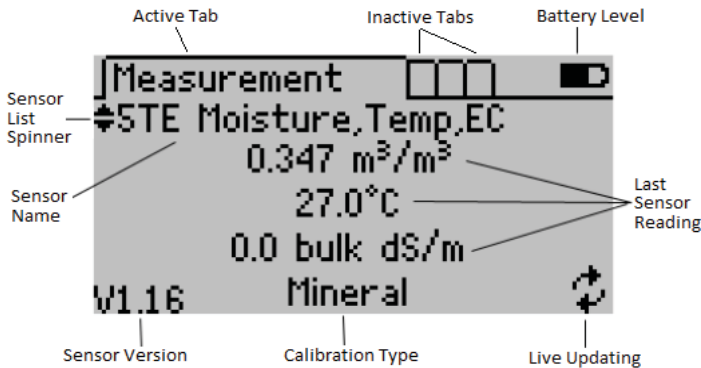 Active Tab
Inactive Tabs
Battery Level
Measurement
Sensor
List
Spinner
5TE Moisture,Temp,EC
0.347 m³/m³
Sensor
Name
27.0°C
Last
Sensor
Reading
0.0 bulk dS/m
V1.16
Mineral
Sensor Version
Calibration Type
Live Updating